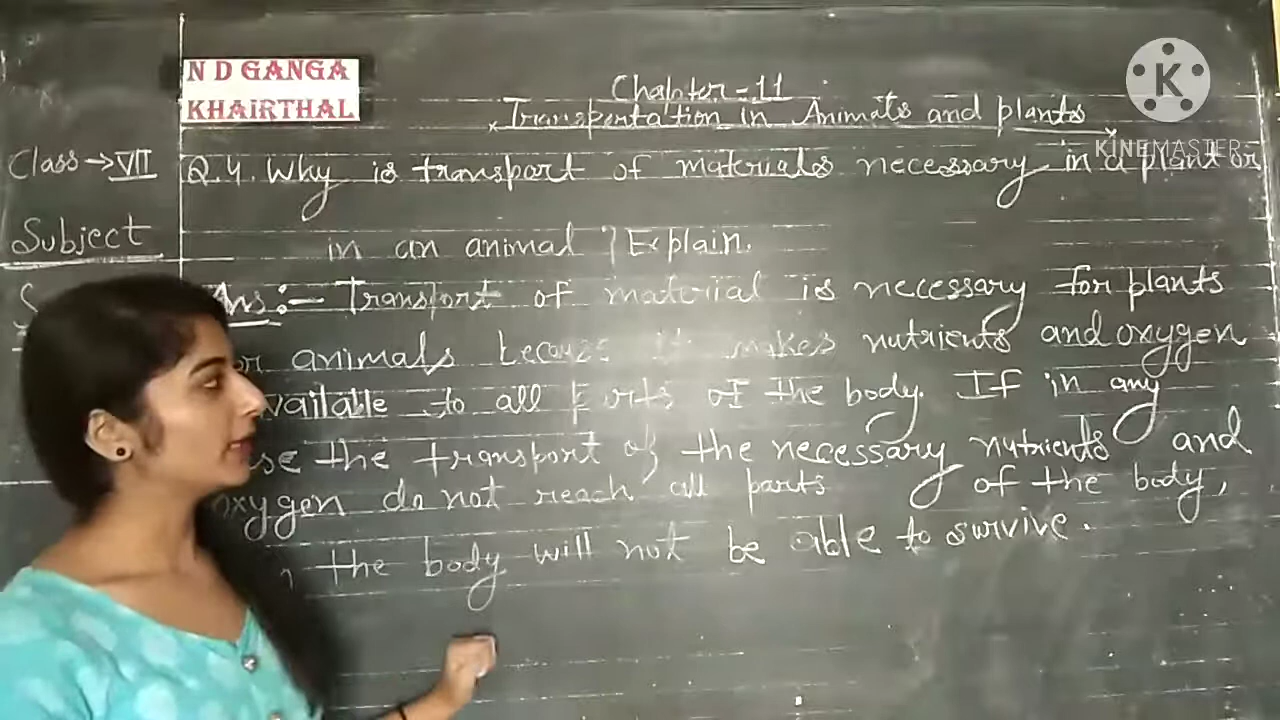 N D GANGA
KHAIRTHAL
Chapter - 11
Transportation in Animals and plants
K
KINEMASTER
Class → VII
Q.4. Why is transport of materials necessary in a plant or
Subject
in an animal? Explain.
S
Ans :- Transport of material is necessary for plants
or animals because it makes nutrients and oxygen
available to all parts of the body. If in any
the transport of the necessary nutrients and
oxygen do not reach all parts of the body,
the body will not be able to survive.